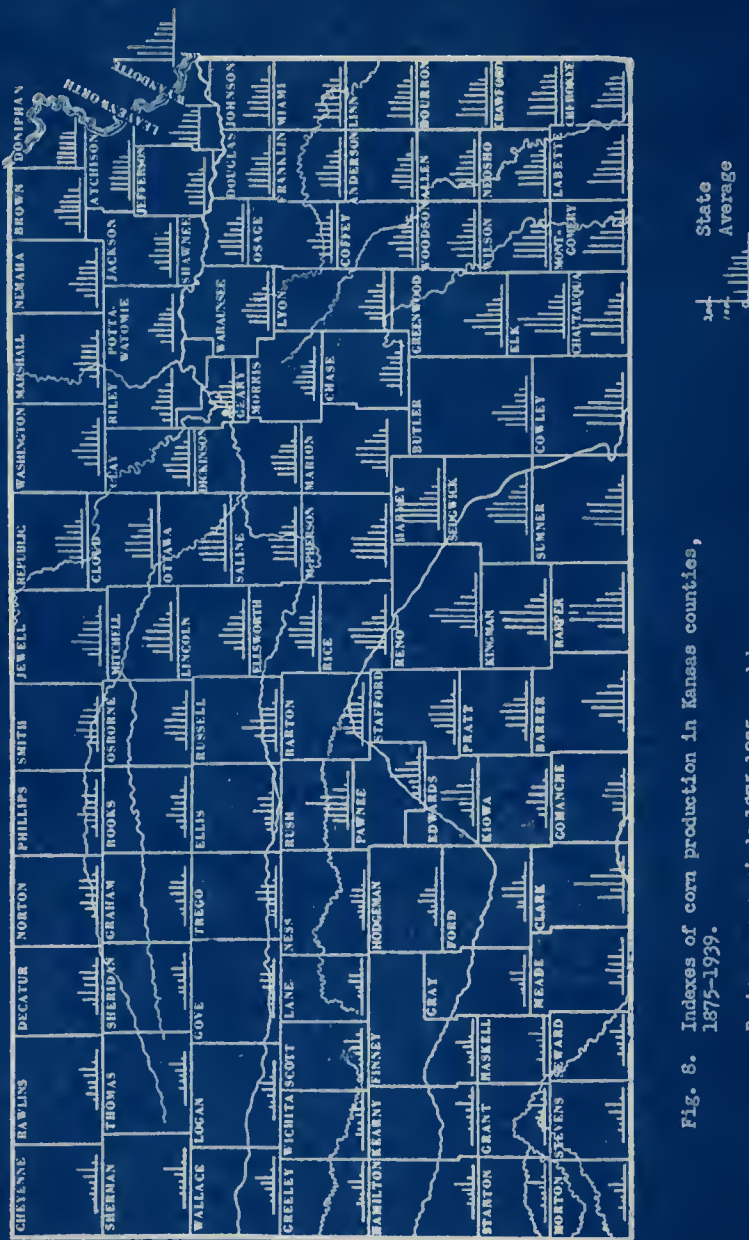 CHEYENNE RAWLINS DECATUR NORTON PHILLIPS SMITH JEWELL REPUBLIC WASHINGTON MARSHALL NEMAHA BROWN DONIPHAN
SHERMAN THOMAS SHERIDAN GRAHAM ROOKS OSBORNE MITCHELL CLOUD CLAY RILEY POTTA-
WATOMIE JACKSON ATCHISON
JEFFERSON LEAVENWORTH WYANDOTTE
WALLACE LOGAN GOVE TREGO ELLIS RUSSELL LINCOLN OTTAWA DICKINSON GEARY SHAWNEE
ELLSWORTH SALINE MORRIS WABAUNSEE OSAGE DOUGLAS JOHNSON
GREELEY WICHITA SCOTT LANE NESS RUSH BARTON RICE McPHERSON MARION CHASE LYON COFFEY FRANKLIN MIAMI
ANDERSON LINN
HAMILTON KEARNY FINNEY HODGEMAN PAWNEE STAFFORD RENO HARVEY BUTLER GREENWOOD WOODSON ALLEN BOURBON
GRAY FORD EDWARDS SEDGWICK
STANTON GRANT HASKELL KIOWA PRATT KINGMAN ELK WILSON NEOSHO CRAWFORD
MORTON STEVENS SEWARD MEADE CLARK COMANCHE BARBER HARPER SUMNER COWLEY CHAUTAUQUA MONT-
GOMERY LABETTE CHEROKEE
State
Average
Fig. 8. Indexes of corn production in Kansas counties,
1875-1939.